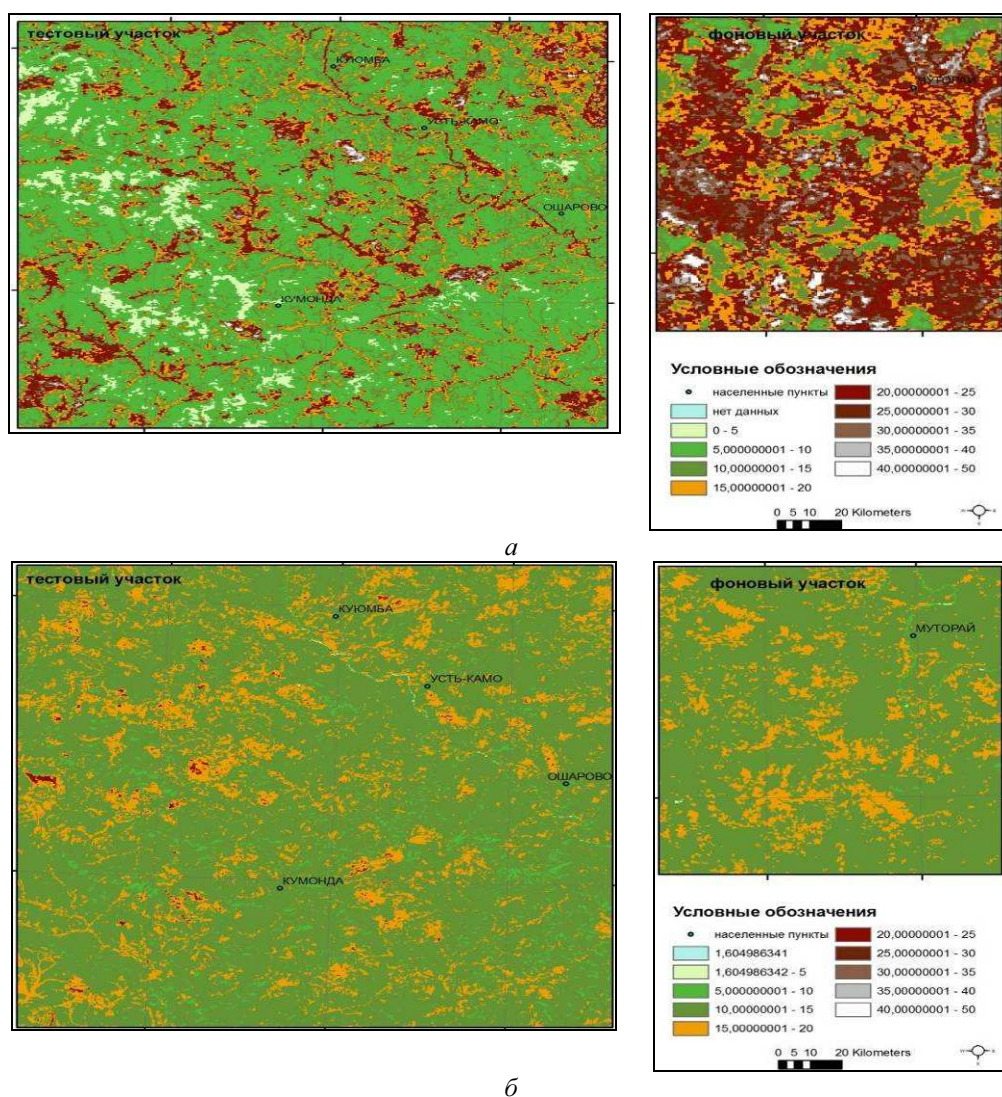 тестовый участок
КУЮМБА
УСТЬ-КАМО
ОШАРОВО
КУМОНДА
фоновый участок
МУТОРАЙ
Условные обозначения
населенные пункты
нет данных
0 - 5
5,000000001 - 10
10,00000001 - 15
15,00000001 - 20
20,00000001 - 25
25,00000001 - 30
30,00000001 - 35
35,00000001 - 40
40,00000001 - 50
0 5 10 20 Kilometers
а
тестовый участок
КУЮМБА
УСТЬ-КАМО
ОШАРОВО
КУМОНДА
фоновый участок
МУТОРАЙ
Условные обозначения
населенные пункты
1,604986341
1,604986342 - 5
5,000000001 - 10
10,00000001 - 15
15,00000001 - 20
20,00000001 - 25
25,00000001 - 30
30,00000001 - 35
35,00000001 - 40
40,00000001 - 50
0 5 10 20 Kilometers
б